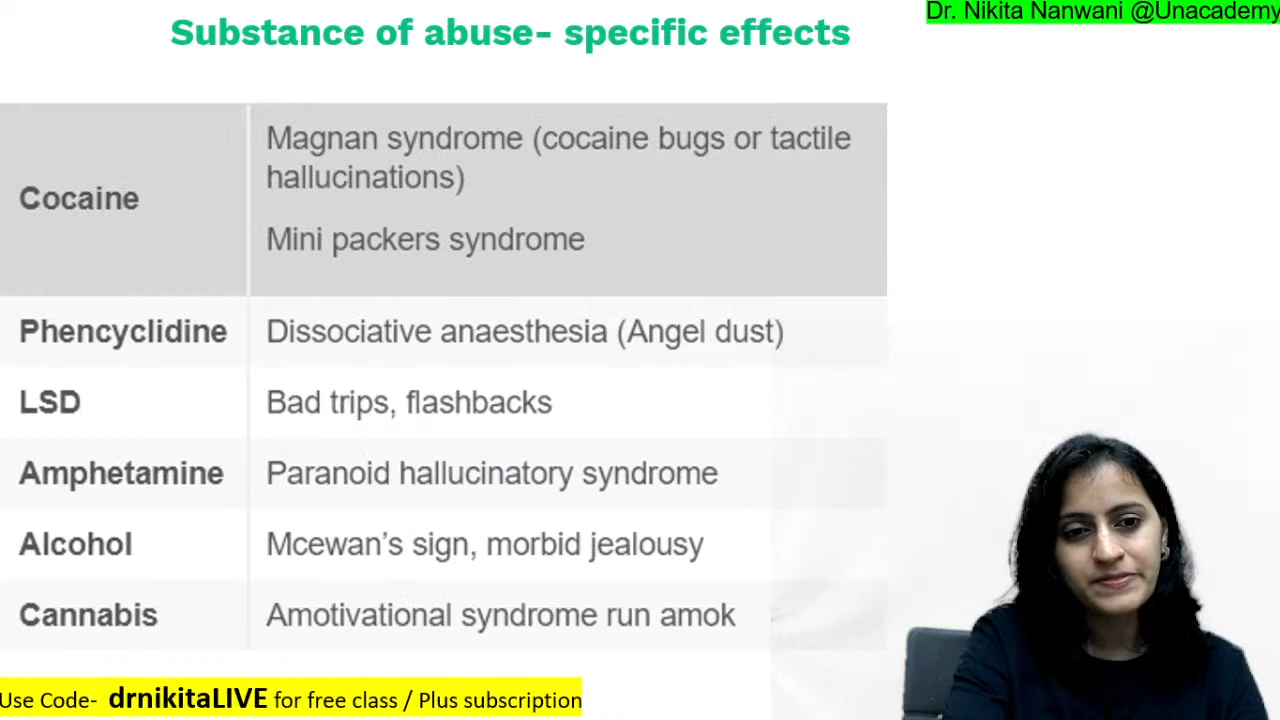 Dr. Nikita Nanwani @Unacademy
Substance of abuse- specific effects
Cocaine
Magnan syndrome (cocaine bugs or tactile
hallucinations)
Mini packers syndrome
Phencyclidine
Dissociative anaesthesia (Angel dust)
LSD
Bad trips, flashbacks
Amphetamine
Paranoid hallucinatory syndrome
Alcohol
Mcewan’s sign, morbid jealousy
Cannabis
Amotivational syndrome run amok
Use Code- drnikitaLIVE for free class / Plus subscription